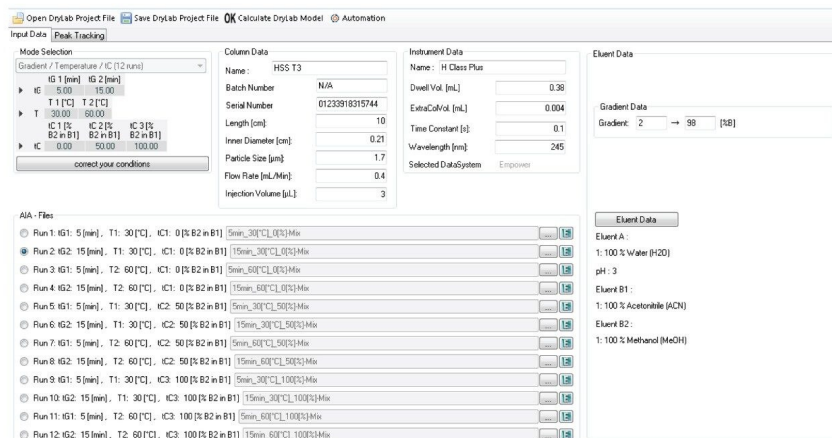 Open DryLab Project File Save DryLab Project File OK Calculate DryLab Model Automation
Input Data Peak Tracking
Mode Selection
Gradient / Temperature / tC (12 runs)
tG 1 [min] tG 2 [min]
tG 5.00 15.00
T 1 [°C] T 2 [°C]
T 30.00 60.00
tC 1 [% B2 in B1] tC 2 [% B2 in B1] tC 3 [% B2 in B1]
tC 0.00 50.00 100.00
correct your conditions
Column Data
Name : HSS T3
Batch Number N/A
Serial Number 01233918315744
Length [cm]: 10
Inner Diameter [cm]: 0.21
Particle Size [µm]: 1.7
Flow Rate [mL/Min]: 0.4
Injection Volume [µL]: 3
Instrument Data
Name : H Class Plus
Dwell Vol. [mL] 0.38
ExtraColVol. [mL] 0.004
Time Constant [s]: 0.1
Wavelength [nm]: 245
Selected DataSystem Empower
Eluent Data
Gradient Data
Gradient: 2 → 98 [%B]
Eluent Data
Eluent A :
1: 100 % Water (H2O)
pH : 3
Eluent B1 :
1: 100 % Acetonitrile (ACN)
Eluent B2 :
1: 100 % Methanol (MeOH)
AIA - Files
Run 1: tG1: 5 [min] , T1: 30 [°C] , tC1: 0 [% B2 in B1] 5min_30[°C]_0[%]-Mix ...
Run 2: tG2: 15 [min] , T1: 30 [°C] , tC1: 0 [% B2 in B1] 15min_30[°C]_0[%]-Mix ...
Run 3: tG1: 5 [min] , T2: 60 [°C] , tC1: 0 [% B2 in B1] 5min_60[°C]_0[%]-Mix ...
Run 4: tG2: 15 [min] , T2: 60 [°C] , tC1: 0 [% B2 in B1] 15min_60[°C]_0[%]-Mix ...
Run 5: tG1: 5 [min] , T1: 30 [°C] , tC2: 50 [% B2 in B1] 5min_30[°C]_50[%]-Mix ...
Run 6: tG2: 15 [min] , T1: 30 [°C] , tC2: 50 [% B2 in B1] 15min_30[°C]_50[%]-Mix ...
Run 7: tG1: 5 [min] , T2: 60 [°C] , tC2: 50 [% B2 in B1] 5min_60[°C]_50[%]-Mix ...
Run 8: tG2: 15 [min] , T2: 60 [°C] , tC2: 50 [% B2 in B1] 15min_60[°C]_50[%]-Mix ...
Run 9: tG1: 5 [min] , T1: 30 [°C] , tC3: 100 [% B2 in B1] 5min_30[°C]_100[%]-Mix ...
Run 10: tG2: 15 [min] , T1: 30 [°C] , tC3: 100 [% B2 in B1] 15min_30[°C]_100[%]-Mix ...
Run 11: tG1: 5 [min] , T2: 60 [°C] , tC3: 100 [% B2 in B1] 5min_60[°C]_100[%]-Mix ...
Run 12: tG2: 15 [min] , T2: 60 [°C] , tC3: 100 [% B2 in B1] 15min_60[°C]_100[%]-Mix ...